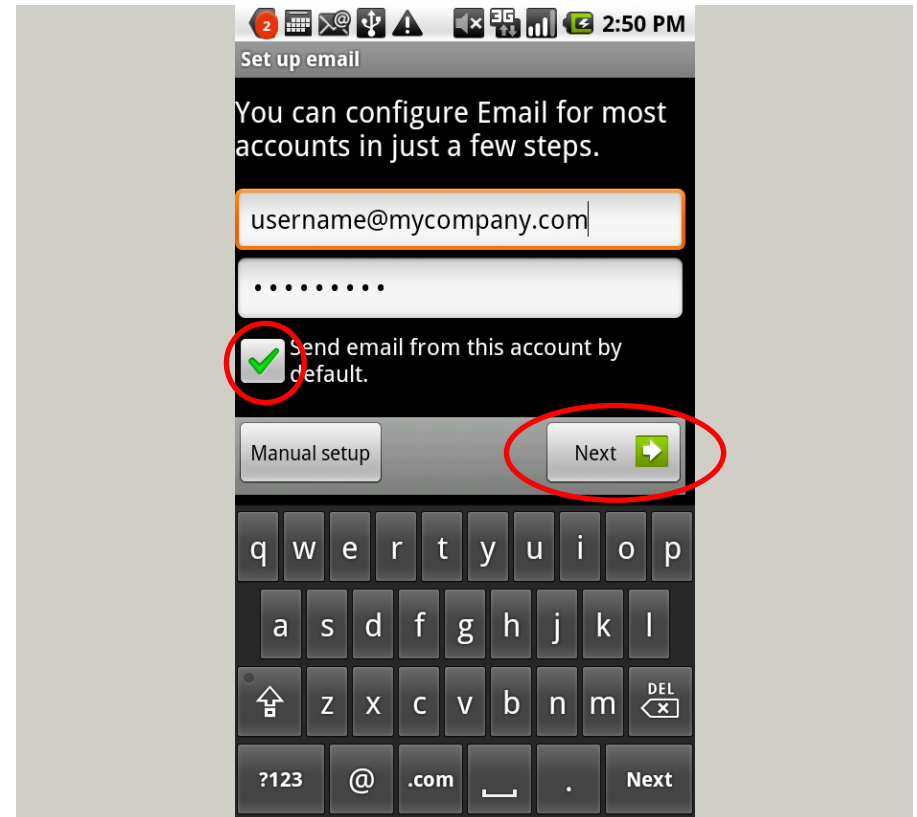 2 3G 2:50 PM
Set up email
You can configure Email for most
accounts in just a few steps.
username@mycompany.com
•••••••••
Send email from this account by
default.
Manual setup Next
q w e r t y u i o p
a s d f g h j k l
z x c v b n m DEL
?123 @ .com . Next